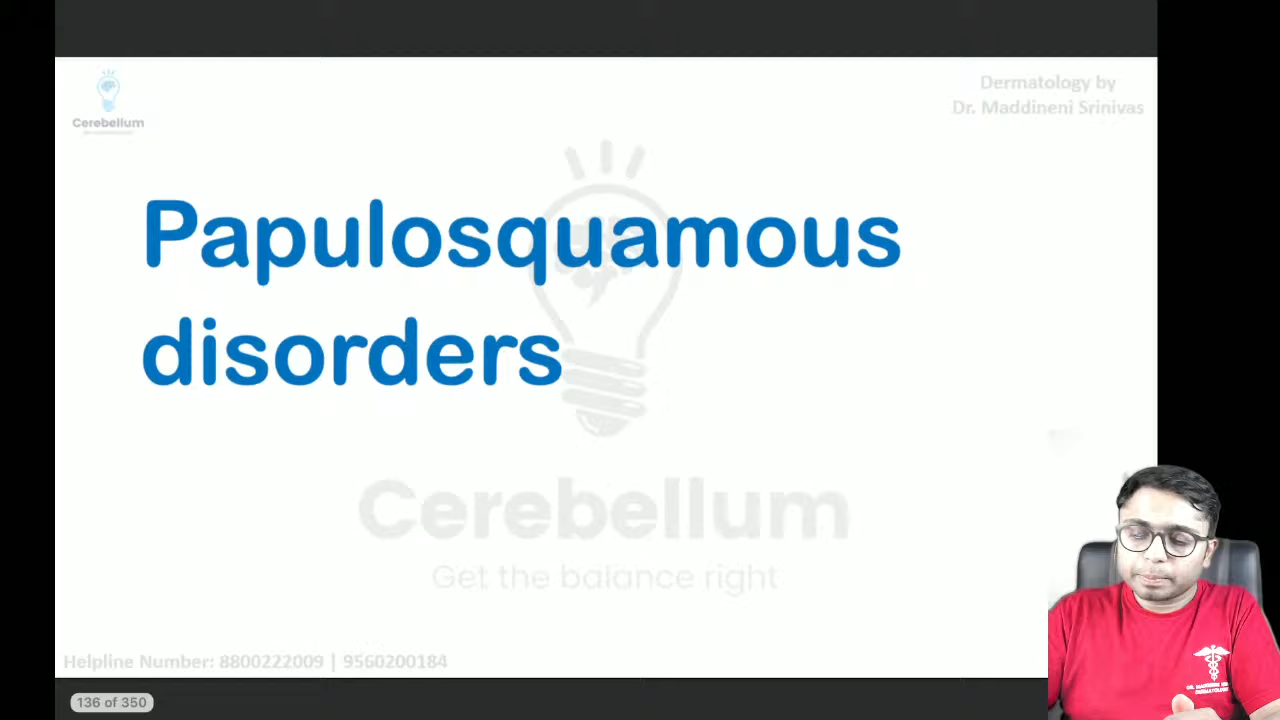 Cerebellum
Dermatology by
Dr. Maddineni Srinivas
Papulosquamous
disorders
Cerebellum
Get the balance right
Helpline Number: 8800222009 | 9560200184
136 of 350